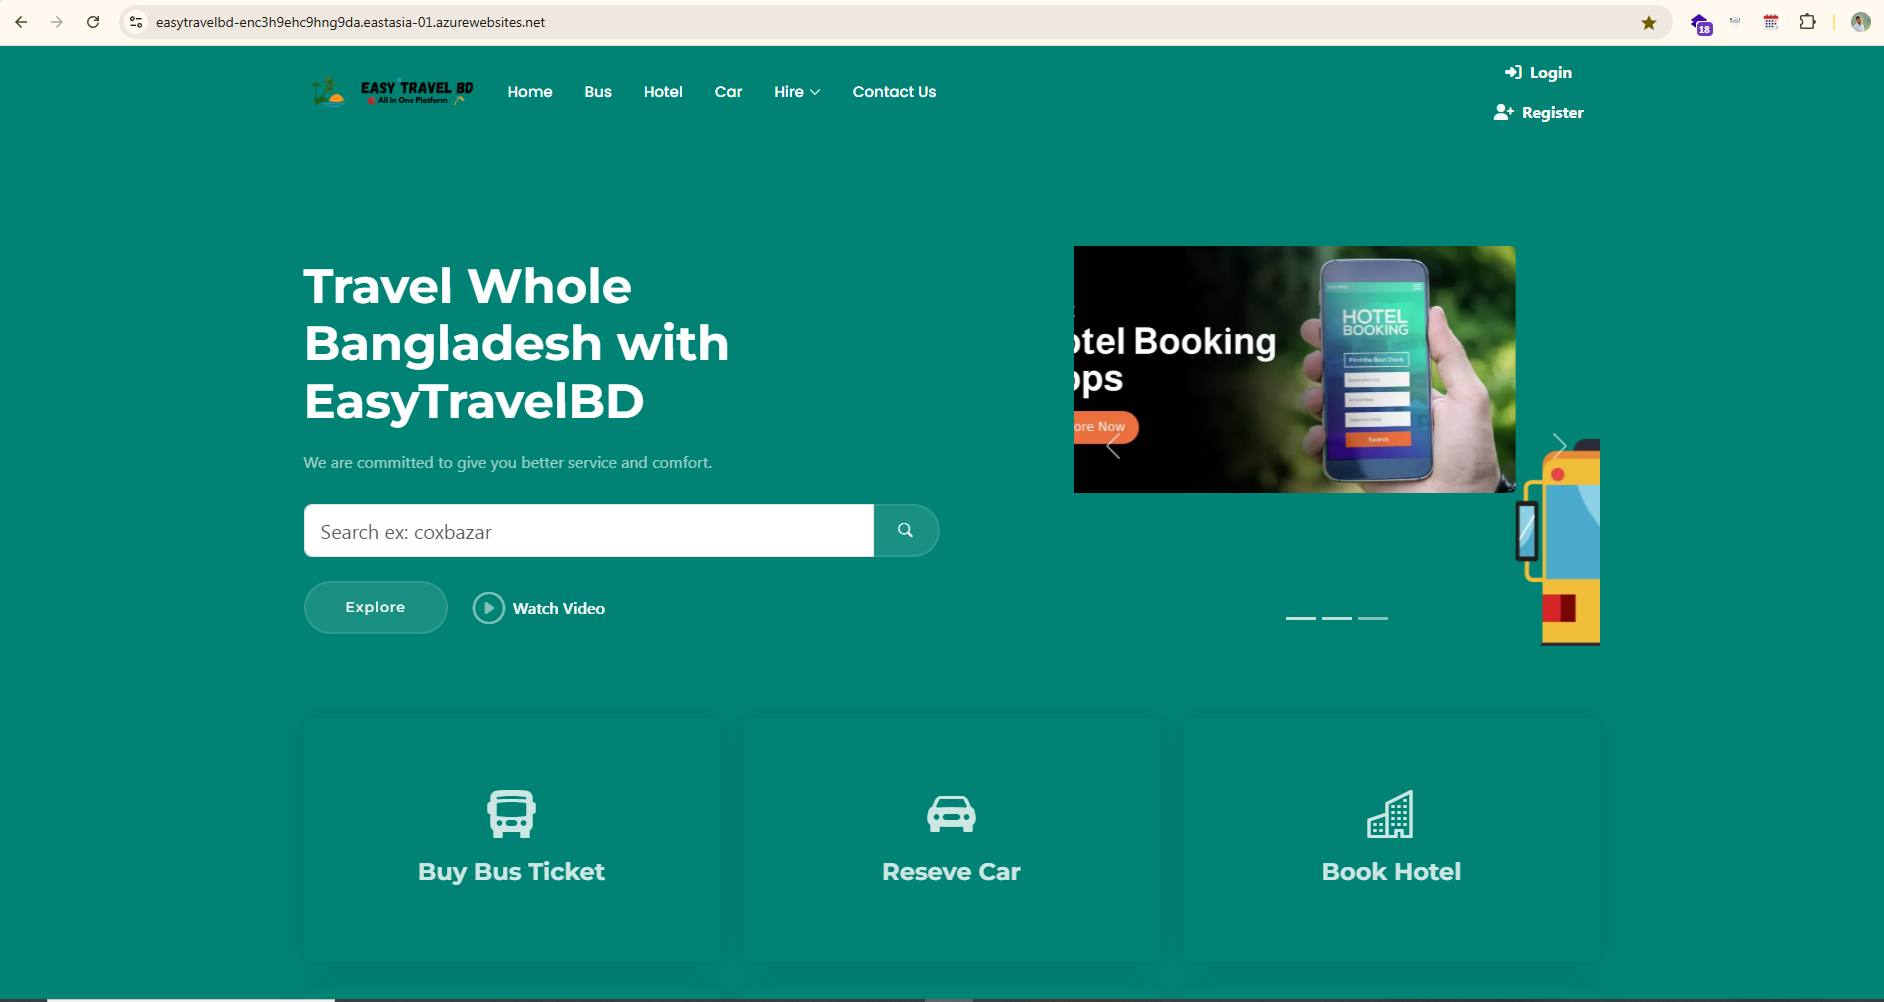 easytravelbd-enc3h9ehc9hng9da.eastasia-01.azurewebsites.net
18
EASY TRAVEL BD
All in One Platform
Home
Bus
Hotel
Car
Hire
Contact Us
Login
Register
Travel Whole
Bangladesh with
EasyTravelBD
We are committed to give you better service and comfort.
Search ex: coxbazar
Explore
Watch Video
otel Booking
pps
ore Now
HOTEL
BOOKING
Find the Best Deals
Search
Buy Bus Ticket
Reseve Car
Book Hotel